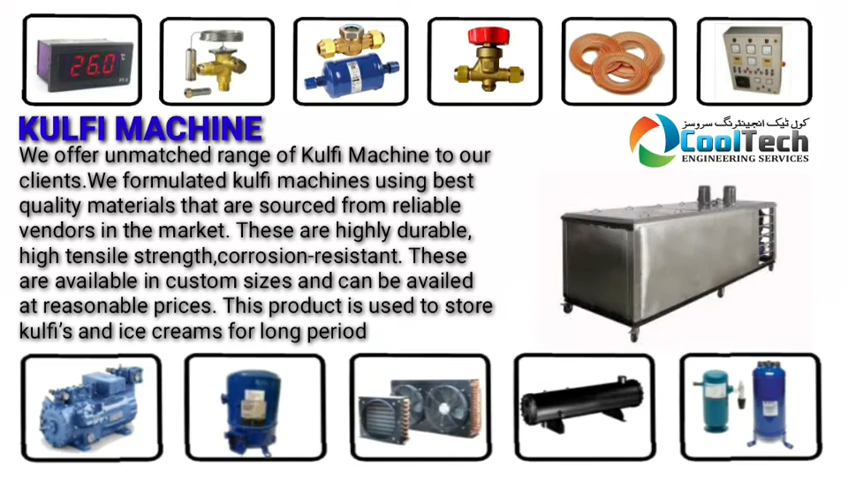 26.0
KULFI MACHINE
We offer unmatched range of Kulfi Machine to our
clients.We formulated kulfi machines using best
quality materials that are sourced from reliable
vendors in the market. These are highly durable,
high tensile strength,corrosion-resistant. These
are available in custom sizes and can be availed
at reasonable prices. This product is used to store
kulfi’s and ice creams for long period
کول ٹیک انجینئرنگ سروسز
CoolTech
ENGINEERING SERVICES